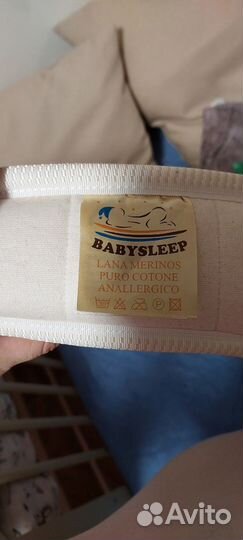 BABYSLEEP
LANA MERINOS
PURO COTONE
ANALLERGICO
Avito